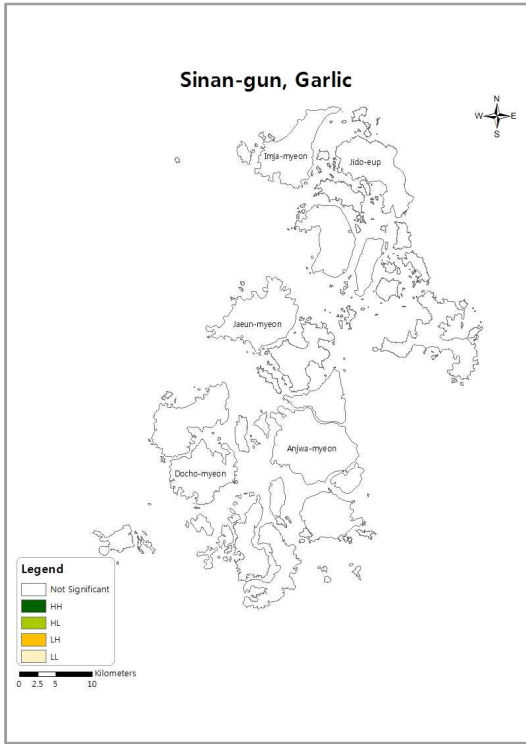 Sinan-gun, Garlic
N
W E
S
Imja-myeon
Jido-eup
Jaeun-myeon
Anjwa-myeon
Docho-myeon
Legend
Not Significant
HH
HL
LH
LL
Kilometers
0 2.5 5 10